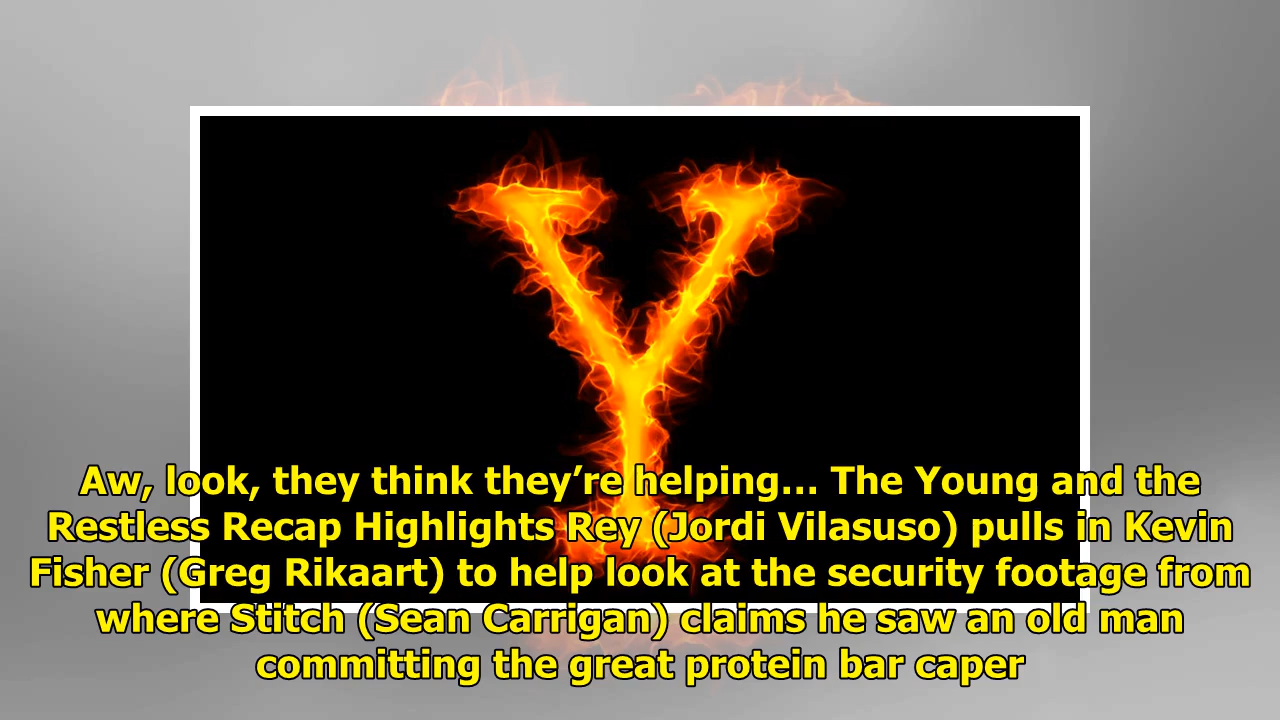 Y
Aw, look, they think they’re helping… The Young and the
Restless Recap Highlights Rey (Jordi Vilasuso) pulls in Kevin
Fisher (Greg Rikaart) to help look at the security footage from
where Stitch (Sean Carrigan) claims he saw an old man
committing the great protein bar caper